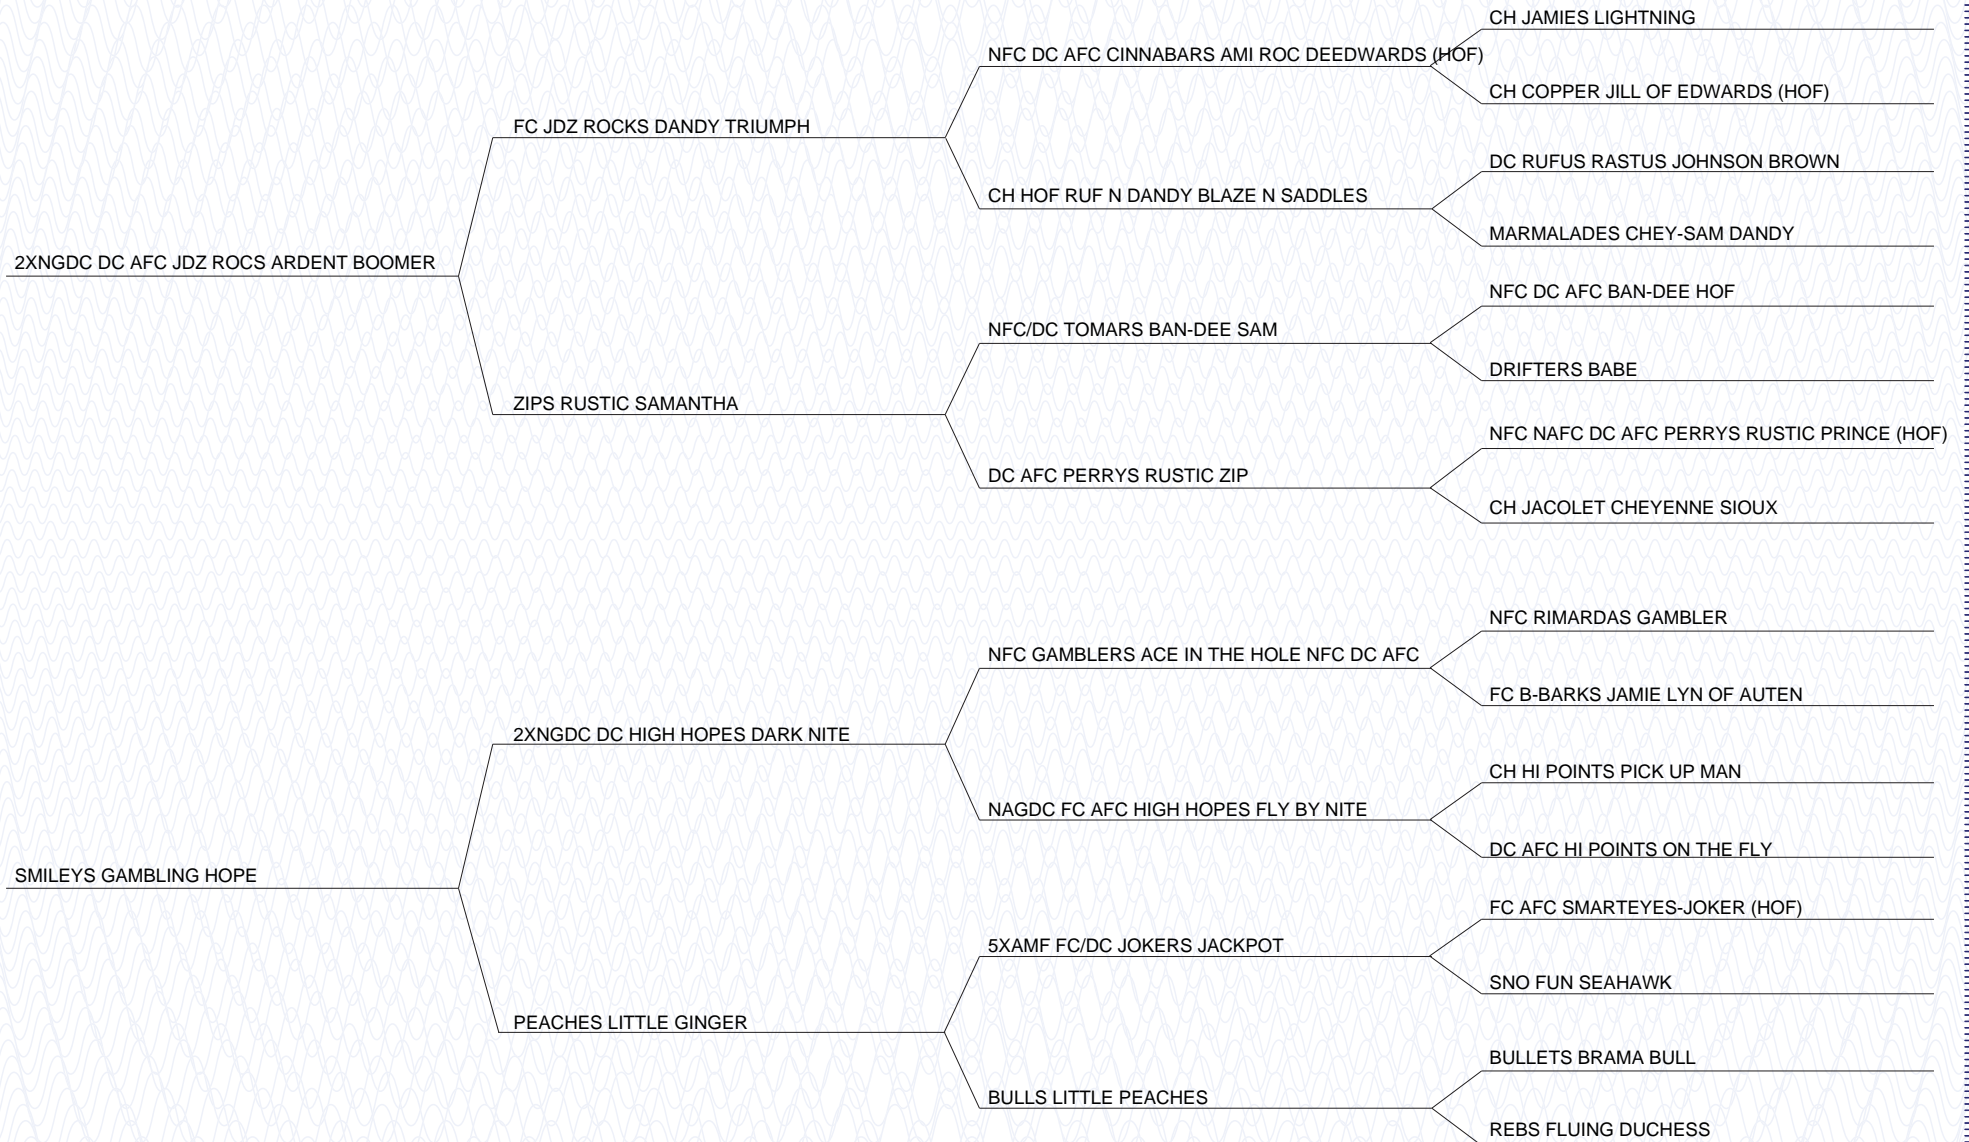 CH JAMIES LIGHTNING
NFC DC AFC CINNABARS AMI ROC DEEDWARDS (HOF)
CH COPPER JILL OF EDWARDS (HOF)
FC JDZ ROCKS DANDY TRIUMPH
DC RUFUS RASTUS JOHNSON BROWN
CH HOF RUF N DANDY BLAZE N SADDLES
MARMALADES CHEY-SAM DANDY
2XNGDC DC AFC JDZ ROCS ARDENT BOOMER
NFC DC AFC BAN-DEE HOF
NFC/DC TOMARS BAN-DEE SAM
DRIFTERS BABE
ZIPS RUSTIC SAMANTHA
NFC NAFC DC AFC PERRYS RUSTIC PRINCE (HOF)
DC AFC PERRYS RUSTIC ZIP
CH JACOLET CHEYENNE SIOUX
NFC RIMARDAS GAMBLER
NFC GAMBLERS ACE IN THE HOLE NFC DC AFC
FC B-BARKS JAMIE LYN OF AUTEN
2XNGDC DC HIGH HOPES DARK NITE
CH HI POINTS PICK UP MAN
NAGDC FC AFC HIGH HOPES FLY BY NITE
DC AFC HI POINTS ON THE FLY
SMILEYS GAMBLING HOPE
FC AFC SMARTEYES-JOKER (HOF)
5XAMF FC/DC JOKERS JACKPOT
SNO FUN SEAHAWK
PEACHES LITTLE GINGER
BULLETS BRAMA BULL
BULLS LITTLE PEACHES
REBS FLUING DUCHESS